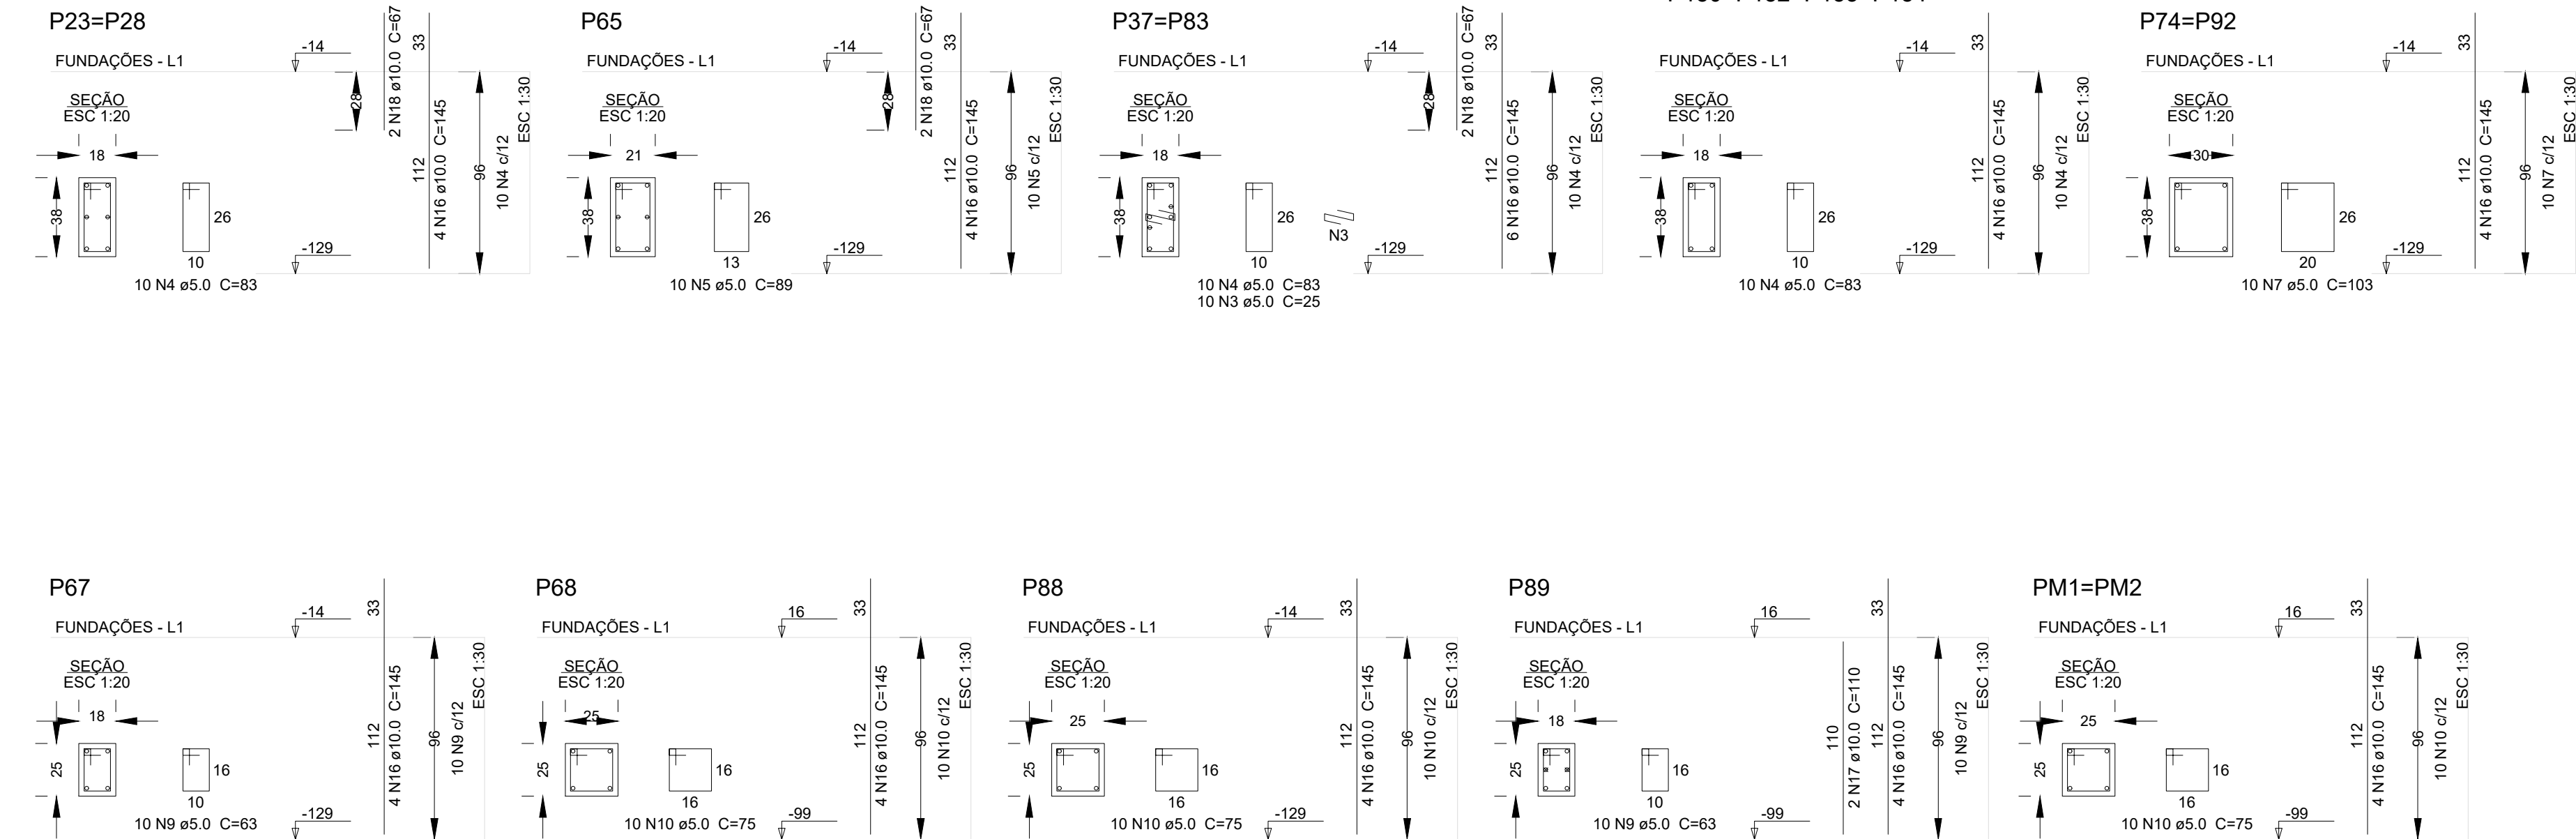 P23=P28
FUNDAÇÕES - L1
-14
SEÇÃO
ESC 1:20
18
38
26
10
10 N4 ø5.0 C=83
-129
28
2 N18 ø10.0 C=67
33
112
4 N16 ø10.0 C=145
96
10 N4 c/12
ESC 1:30
P65
FUNDAÇÕES - L1
-14
SEÇÃO
ESC 1:20
21
38
26
13
10 N5 ø5.0 C=89
-129
28
2 N18 ø10.0 C=67
33
112
4 N16 ø10.0 C=145
96
10 N5 c/12
ESC 1:30
P37=P83
FUNDAÇÕES - L1
-14
SEÇÃO
ESC 1:20
18
38
26
N3
10
10 N4 ø5.0 C=83
10 N3 ø5.0 C=25
-129
28
2 N18 ø10.0 C=67
33
112
6 N16 ø10.0 C=145
96
10 N4 c/12
ESC 1:30
FUNDAÇÕES - L1
-14
SEÇÃO
ESC 1:20
18
38
26
10
10 N4 ø5.0 C=83
-129
33
112
4 N16 ø10.0 C=145
96
10 N4 c/12
ESC 1:30
P74=P92
FUNDAÇÕES - L1
-14
SEÇÃO
ESC 1:20
30
38
26
20
10 N7 ø5.0 C=103
-129
33
112
4 N16 ø10.0 C=145
96
10 N7 c/12
ESC 1:30
P67
FUNDAÇÕES - L1
-14
SEÇÃO
ESC 1:20
18
25
16
10
10 N9 ø5.0 C=63
-129
33
112
4 N16 ø10.0 C=145
96
10 N9 c/12
ESC 1:30
P68
FUNDAÇÕES - L1
16
SEÇÃO
ESC 1:20
25
25
16
16
10 N10 ø5.0 C=75
-99
33
112
4 N16 ø10.0 C=145
96
10 N10 c/12
ESC 1:30
P88
FUNDAÇÕES - L1
-14
SEÇÃO
ESC 1:20
25
25
16
16
10 N10 ø5.0 C=75
-129
33
112
4 N16 ø10.0 C=145
96
10 N10 c/12
ESC 1:30
P89
FUNDAÇÕES - L1
16
SEÇÃO
ESC 1:20
18
25
16
10
10 N9 ø5.0 C=63
-99
110
2 N17 ø10.0 C=110
33
112
4 N16 ø10.0 C=145
96
10 N9 c/12
ESC 1:30
PM1=PM2
FUNDAÇÕES - L1
16
SEÇÃO
ESC 1:20
25
25
16
16
10 N10 ø5.0 C=75
-99
33
112
4 N16 ø10.0 C=145
96
10 N10 c/12
ESC 1:30